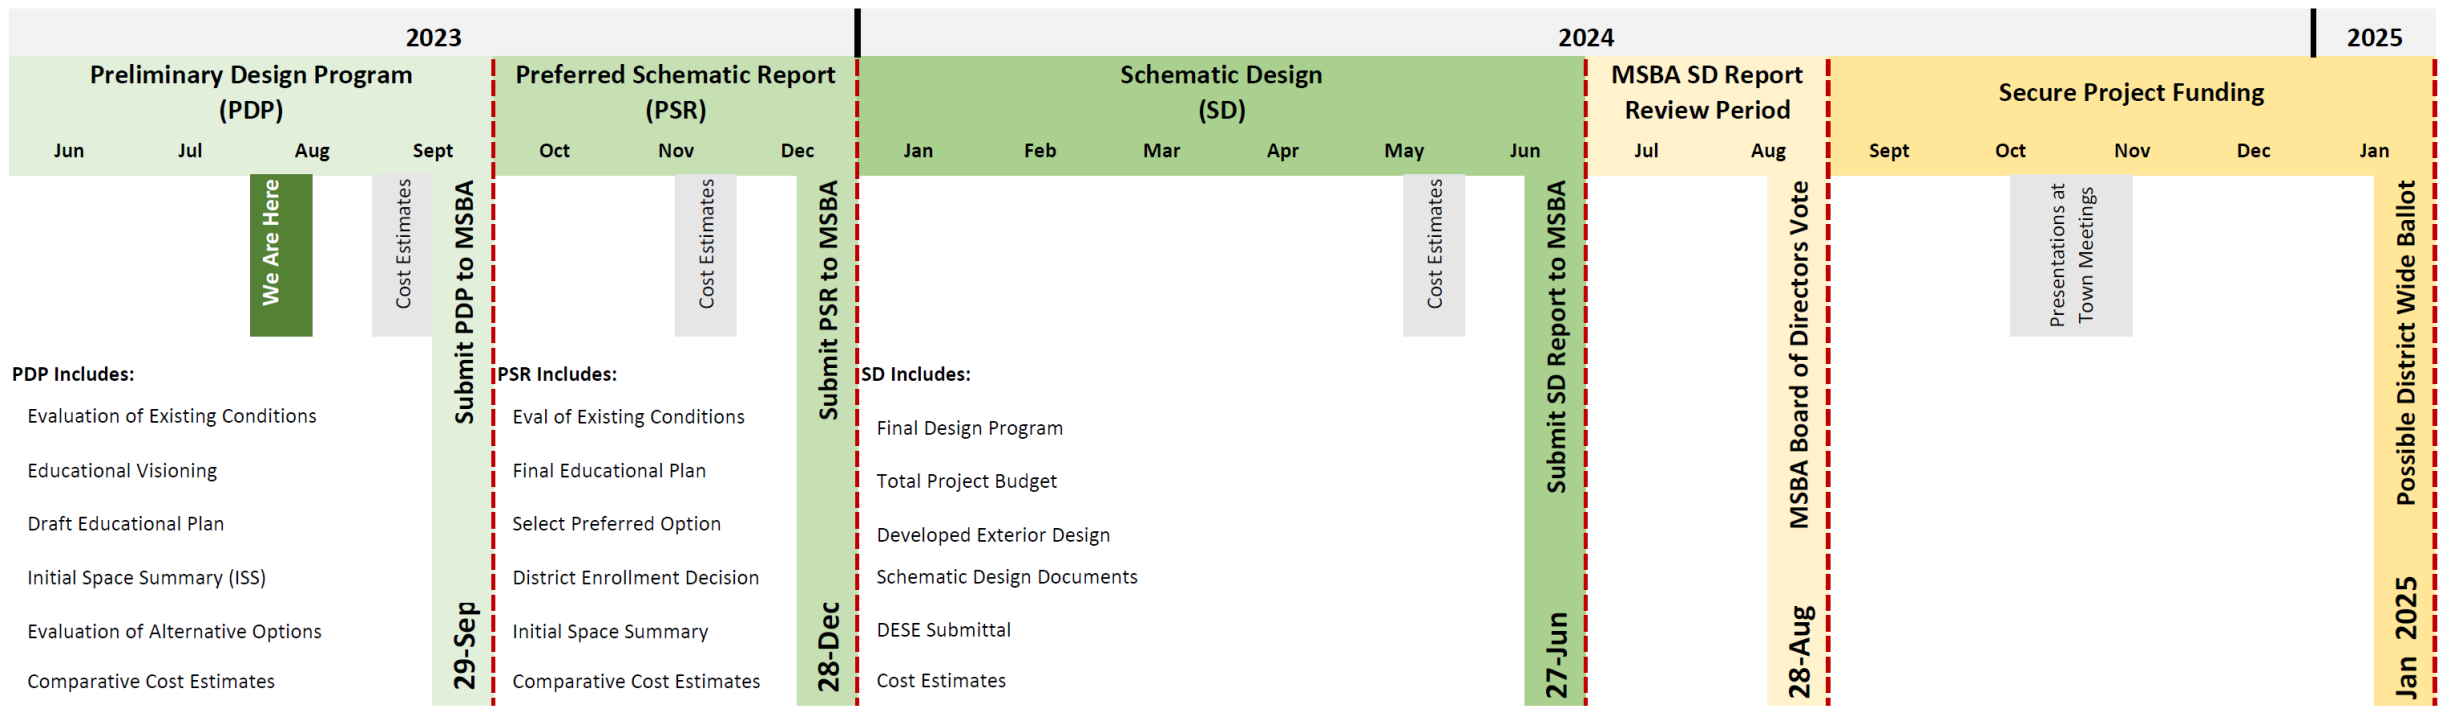 2023
2024
2025
Preliminary Design Program
(PDP)
Preferred Schematic Report
(PSR)
Schematic Design
(SD)
MSBA SD Report
Review Period
Secure Project Funding
Jun Jul Aug Sept Oct Nov Dec Jan Feb Mar Apr May Jun Jul Aug Sept Oct Nov Dec Jan
We Are Here
Cost Estimates
Submit PDP to MSBA
29-Sep
Cost Estimates
Submit PSR to MSBA
28-Dec
Cost Estimates
Submit SD Report to MSBA
27-Jun
MSBA Board of Directors Vote
28-Aug
Presentations at
Town Meetings
Possible District Wide Ballot
Jan 2025
PDP Includes:
Evaluation of Existing Conditions
Educational Visioning
Draft Educational Plan
Initial Space Summary (ISS)
Evaluation of Alternative Options
Comparative Cost Estimates
PSR Includes:
Eval of Existing Conditions
Final Educational Plan
Select Preferred Option
District Enrollment Decision
Initial Space Summary
Comparative Cost Estimates
SD Includes:
Final Design Program
Total Project Budget
Developed Exterior Design
Schematic Design Documents
DESE Submittal
Cost Estimates